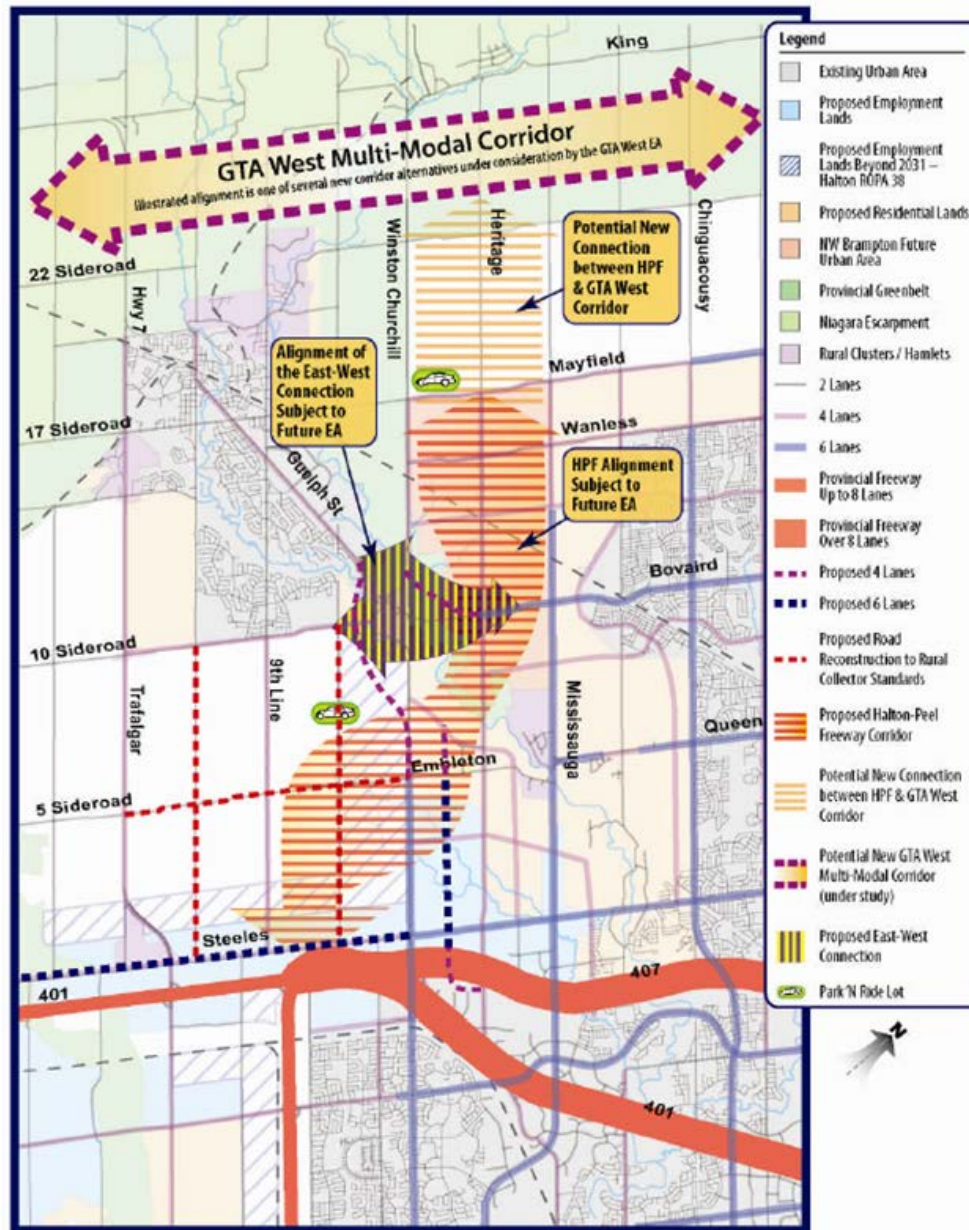 King
GTA West Multi-Modal Corridor
Illustrated alignment is one of several new corridor alternatives under consideration by the GTA West EA
22 Sideroad
Hwy 7
Winston Churchill
Heritage
Chinguacousy
Potential New
Connection
between HPF
& GTA West
Corridor
Alignment of
the East-West
Connection
Subject to
Future EA
Mayfield
17 Sideroad
Wanless
Guelph St
HPF Alignment
Subject to
Future EA
Bovaird
10 Sideroad
Trafalgar
9th Line
Mississauga
Queen
Embleton
5 Sideroad
Steeles
401
407
401
Legend
Existing Urban Area
Proposed Employment
Lands
Proposed Employment
Lands Beyond 2031 –
Halton ROPA 38
Proposed Residential Lands
NW Brampton Future
Urban Area
Provincial Greenbelt
Niagara Escarpment
Rural Clusters / Hamlets
2 Lanes
4 Lanes
6 Lanes
Provincial Freeway
Up to 8 Lanes
Provincial Freeway
Over 8 Lanes
Proposed 4 Lanes
Proposed 6 Lanes
Proposed Road
Reconstruction to Rural
Collector Standards
Proposed Halton-Peel
Freeway Corridor
Potential New Connection
between HPF & GTA West
Corridor
Potential New GTA West
Multi-Modal Corridor
(under study)
Proposed East-West
Connection
Park 'N Ride Lot
N